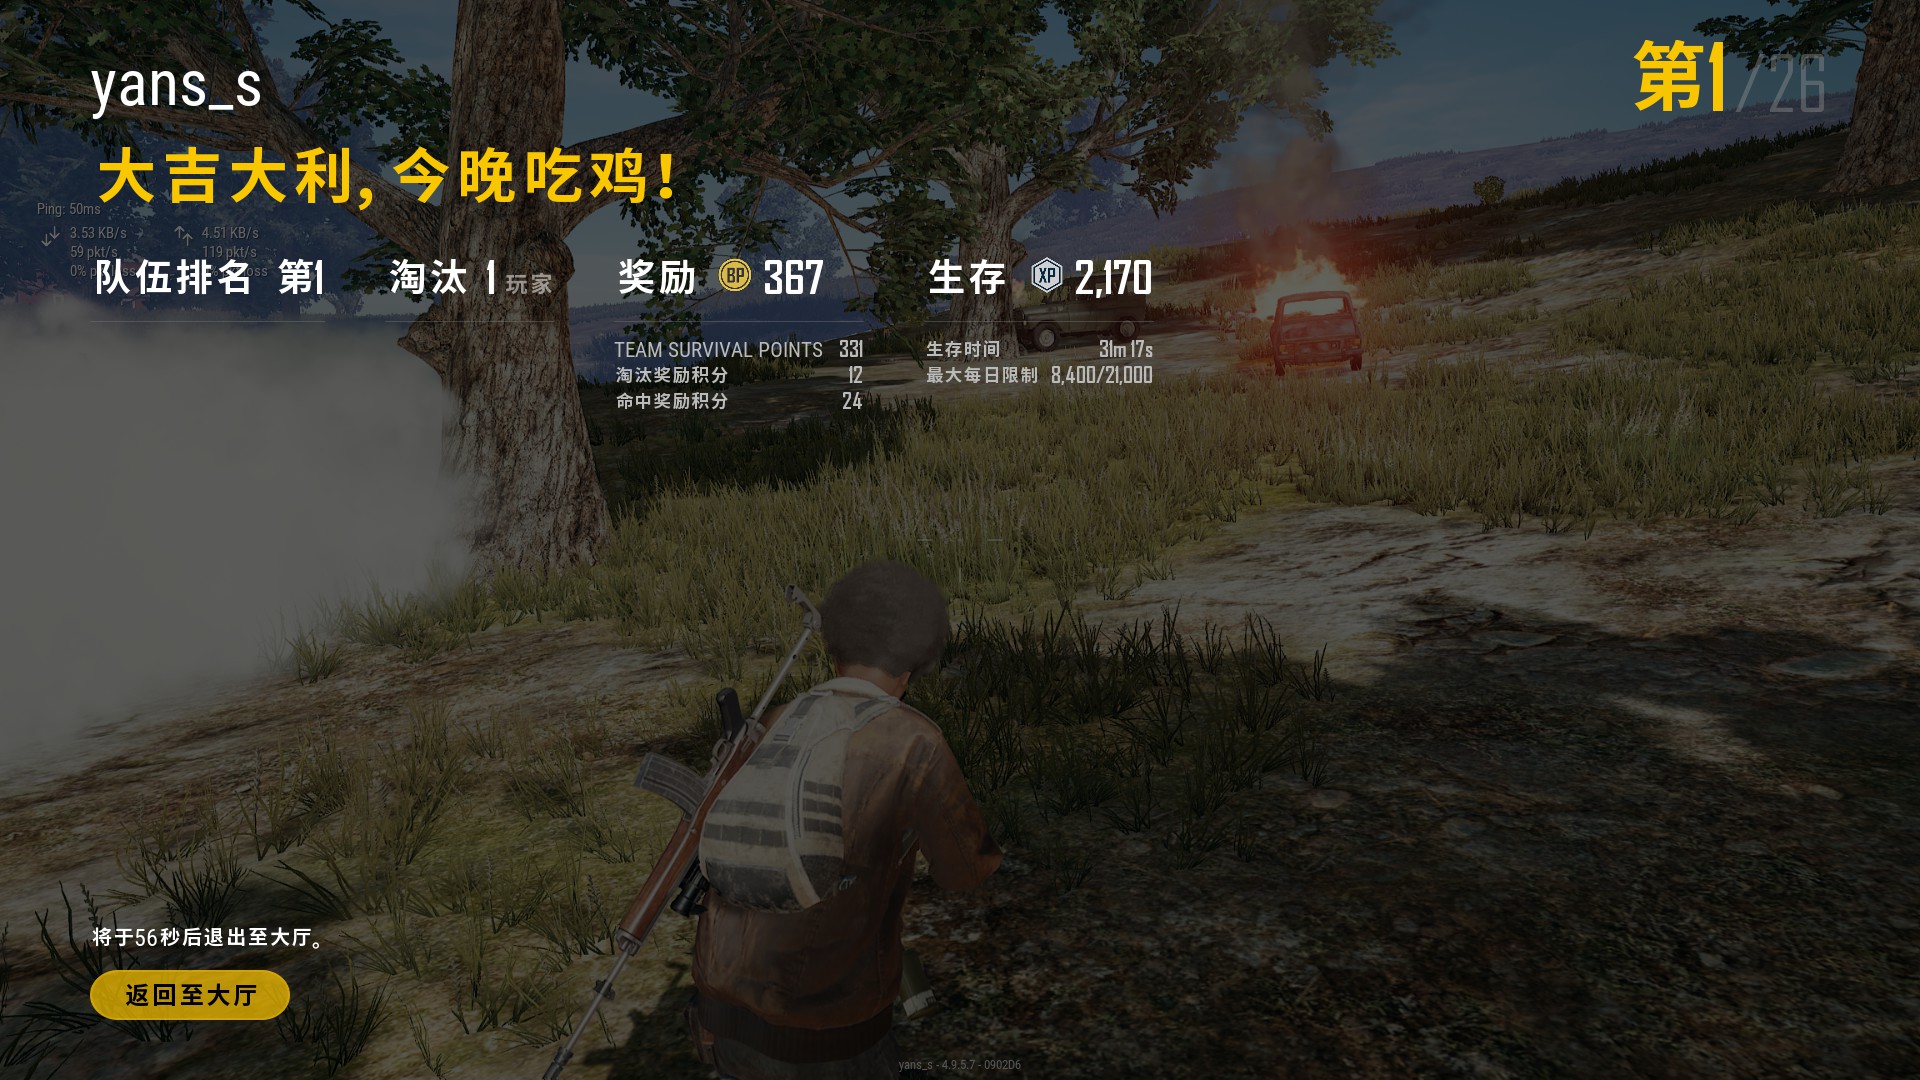 yans_s
第1/26
大吉大利, 今晚吃鸡!
Ping: 50ms
3.53 KB/s 4.51 KB/s
59 pkt/s 119 pkt/s
队伍排名 第1 淘汰 1 玩家 奖励 BP 367 生存 XP 2,170
TEAM SURVIVAL POINTS 331 生存时间 31m 17s
淘汰奖励积分 12 最大每日限制 8,400/21,000
命中奖励积分 24
将于56秒后退出至大厅。
返回至大厅
yans_s - 4.9.5.7 - 0902D6